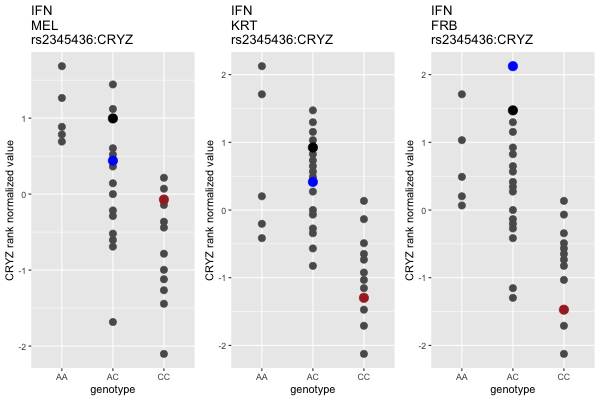 IFN
MEL
rs2345436:CRYZ
CRYZ rank normalized value
1
0
-1
-2
AA AC CC
genotype
IFN
KRT
rs2345436:CRYZ
CRYZ rank normalized value
2
1
0
-1
-2
AA AC CC
genotype
IFN
FRB
rs2345436:CRYZ
CRYZ rank normalized value
2
1
0
-1
-2
AA AC CC
genotype